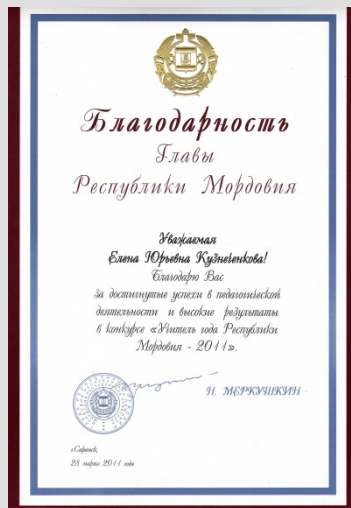 Благодарность
Главы
Республики Мордовия
Уважаемая
Елена Юрьевна Кузнеченкова!
Благодарю Вас
за достигнутые успехи в педагогической
деятельности и высокие результаты
в конкурсе «Учитель года Республики
Мордовия - 2011».
Н. МЕРКУШКИН
г.Саранск,
28 марта 2011 года